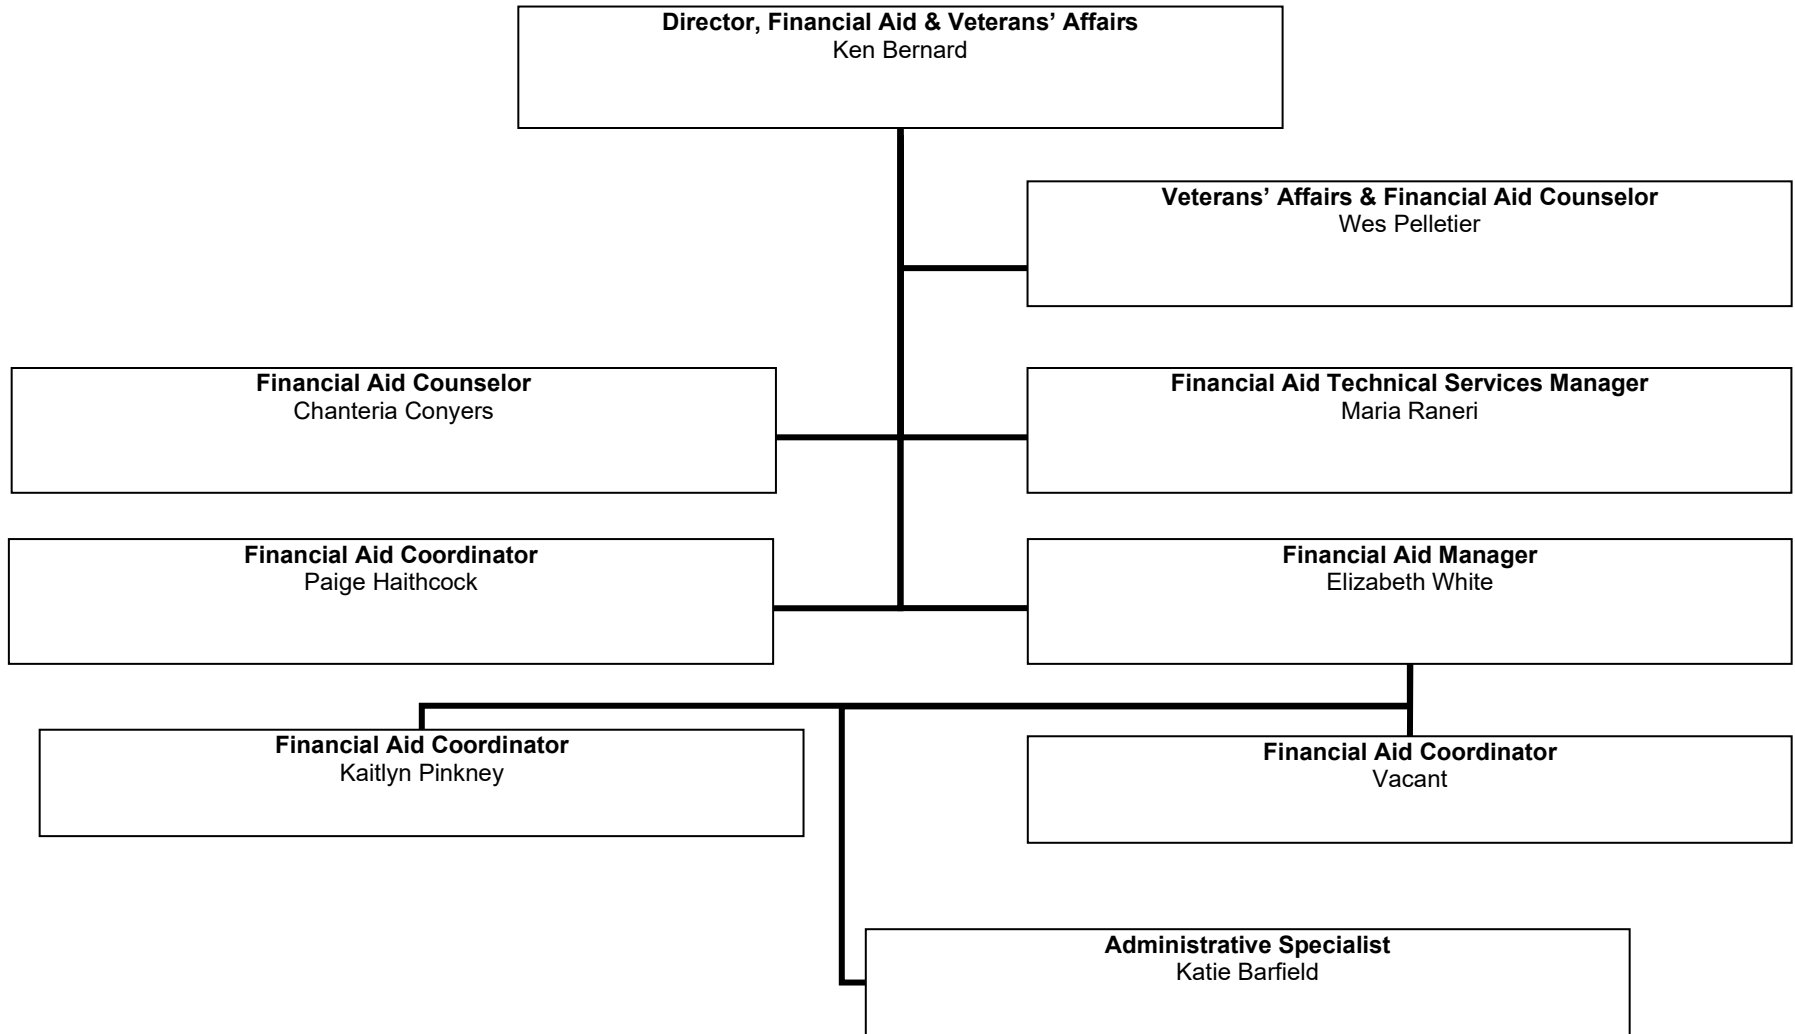 Director, Financial Aid & Veterans’ Affairs
Ken Bernard
Veterans’ Affairs & Financial Aid Counselor
Wes Pelletier
Financial Aid Counselor
Chanteria Conyers
Financial Aid Technical Services Manager
Maria Raneri
Financial Aid Coordinator
Paige Haithcock
Financial Aid Manager
Elizabeth White
Financial Aid Coordinator
Kaitlyn Pinkney
Financial Aid Coordinator
Vacant
Administrative Specialist
Katie Barfield